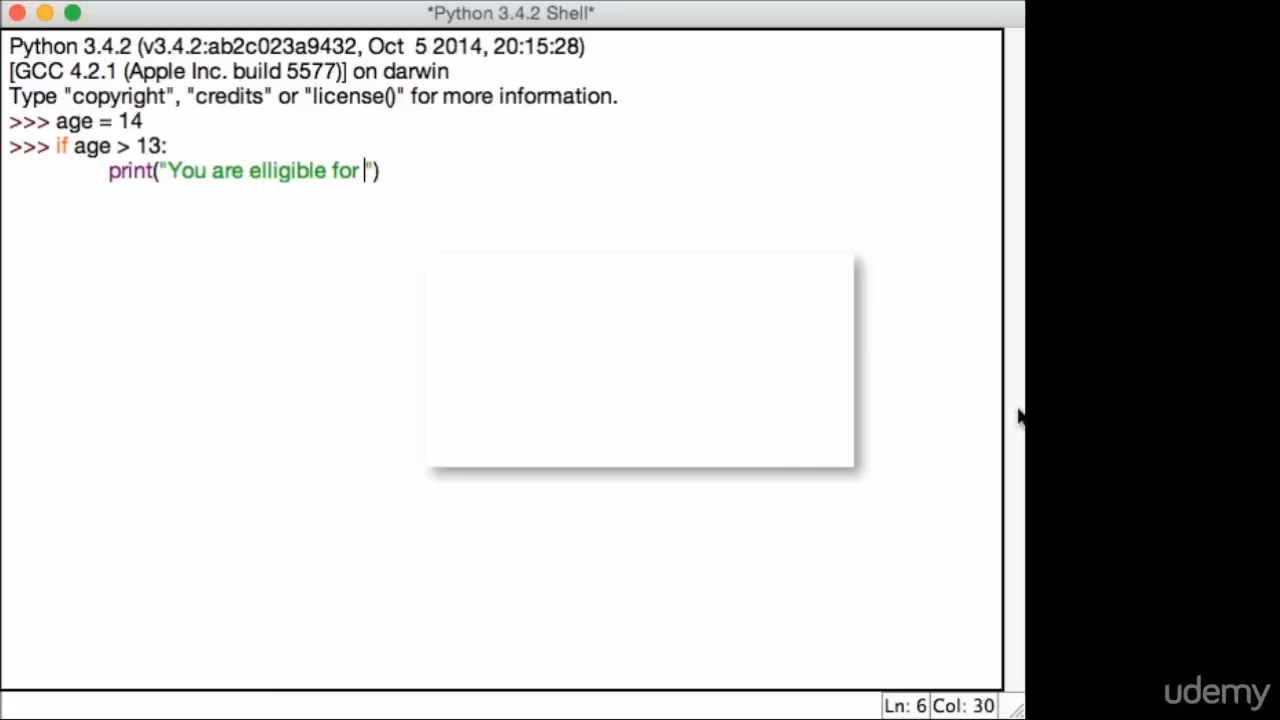 *Python 3.4.2 Shell*
Python 3.4.2 (v3.4.2:ab2c023a9432, Oct  5 2014, 20:15:28)
[GCC 4.2.1 (Apple Inc. build 5577)] on darwin
Type "copyright", "credits" or "license()" for more information.
>>> age = 14
>>> if age > 13:
print("You are elligible for ")
Ln: 6 Col: 30
udemy